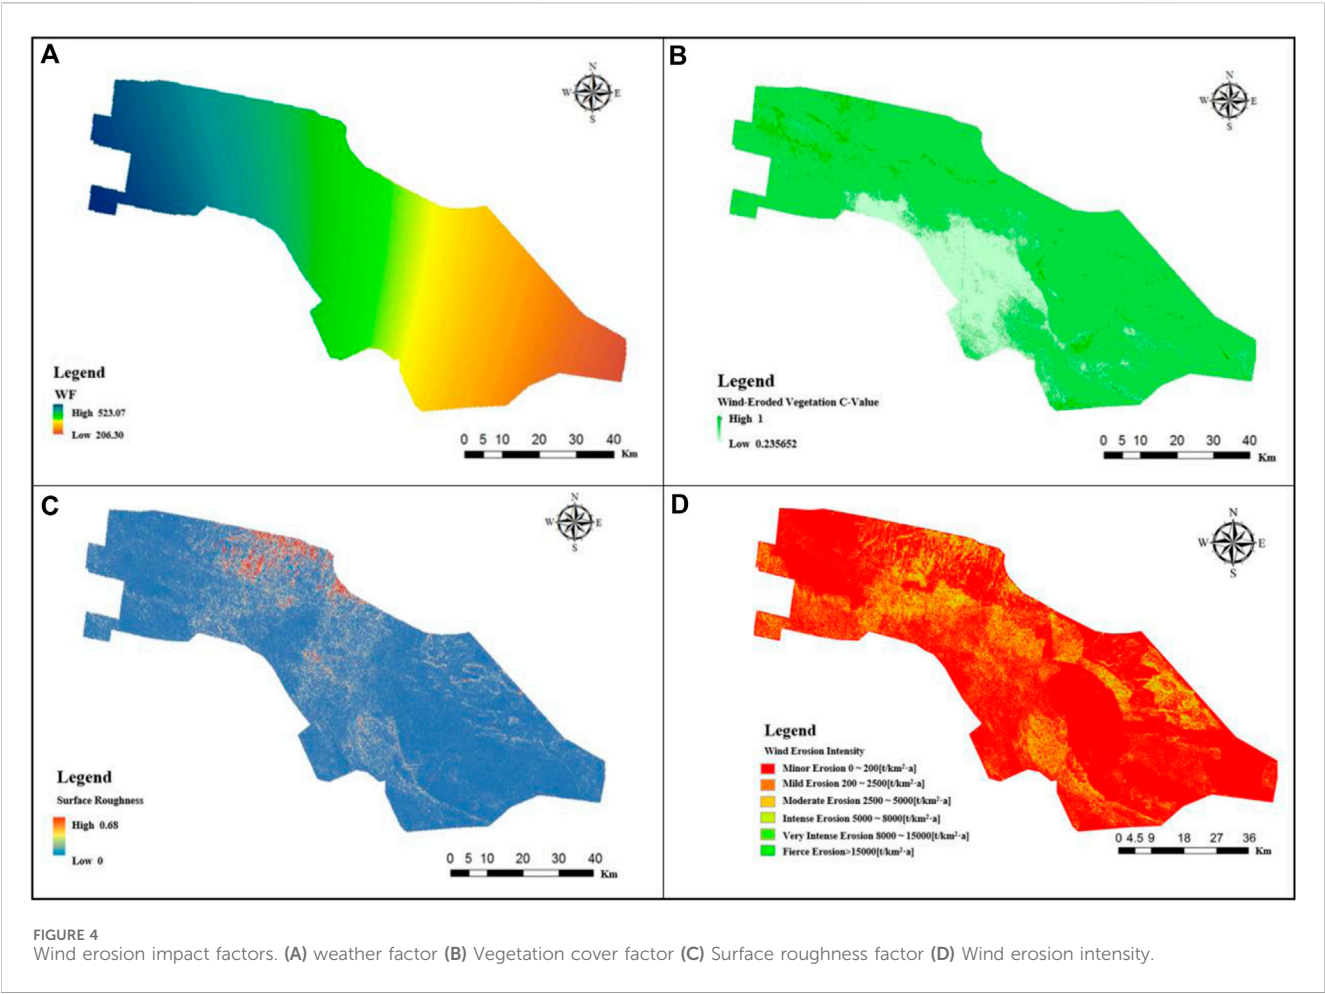 A
N
W E
S
Legend
WF
High 523.07
Low 206.30
0 5 10 20 30 40
Km
B
N
W E
S
Legend
Wind-Eroded Vegetation C-Value
High 1
Low 0.235652
0 5 10 20 30 40
Km
C
N
W E
S
Legend
Surface Roughness
High 0.68
Low 0
0 5 10 20 30 40
Km
D
N
W E
S
Legend
Wind Erosion Intensity
Minor Erosion 0~200[t/km²·a]
Mild Erosion 200~2500[t/km²·a]
Moderate Erosion 2500~5000[t/km²·a]
Intense Erosion 5000~8000[t/km²·a]
Very Intense Erosion 8000~15000[t/km²·a]
Fierce Erosion>15000[t/km²·a]
0 4.5 9 18 27 36
Km
FIGURE 4
Wind erosion impact factors. (A) weather factor (B) Vegetation cover factor (C) Surface roughness factor (D) Wind erosion intensity.